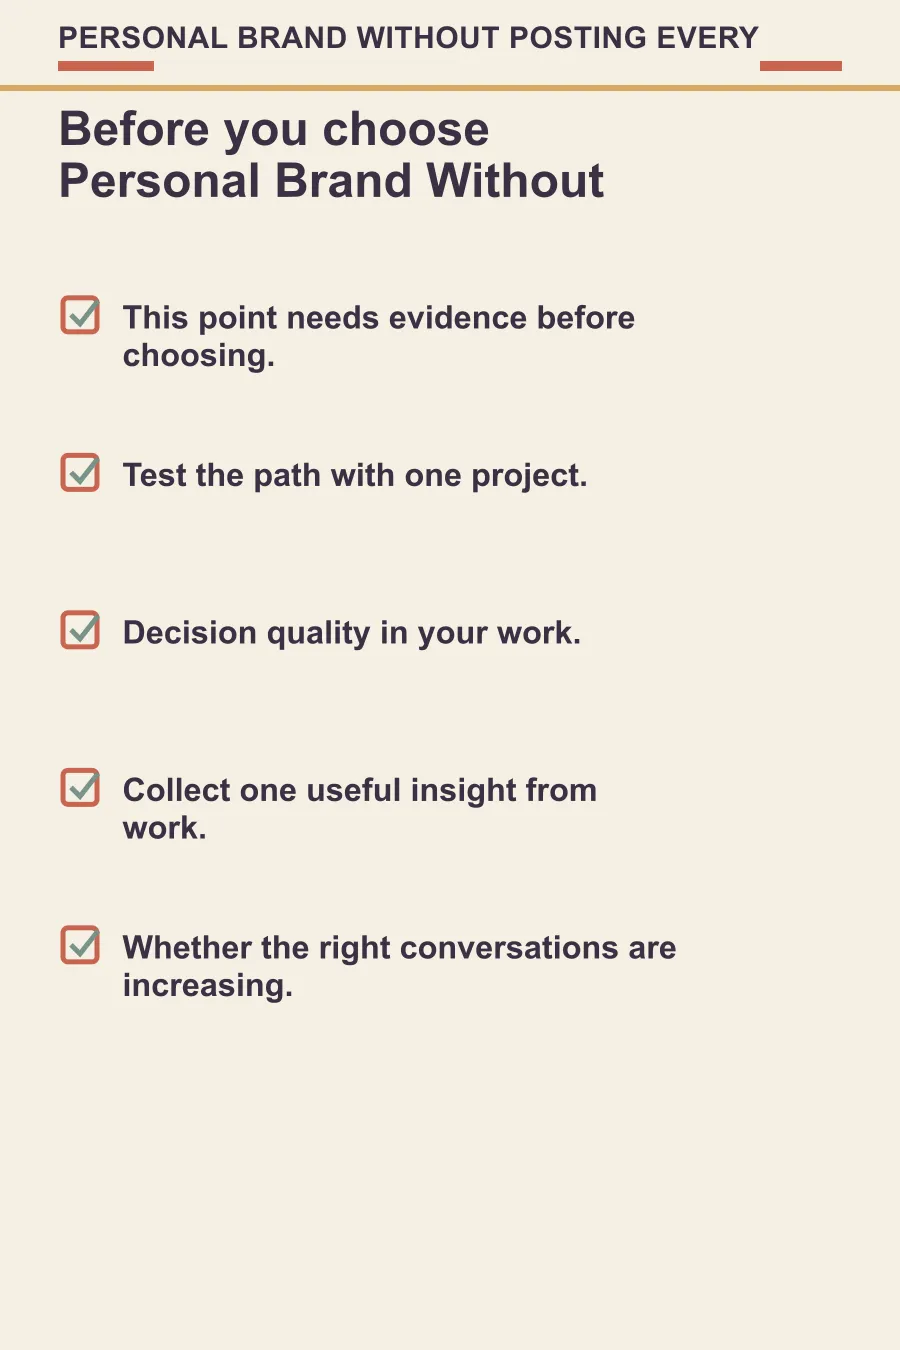 PERSONAL BRAND WITHOUT POSTING EVERY
Before you choose
Personal Brand Without
This point needs evidence before
choosing.
Test the path with one project.
Decision quality in your work.
Collect one useful insight from
work.
Whether the right conversations are
increasing.